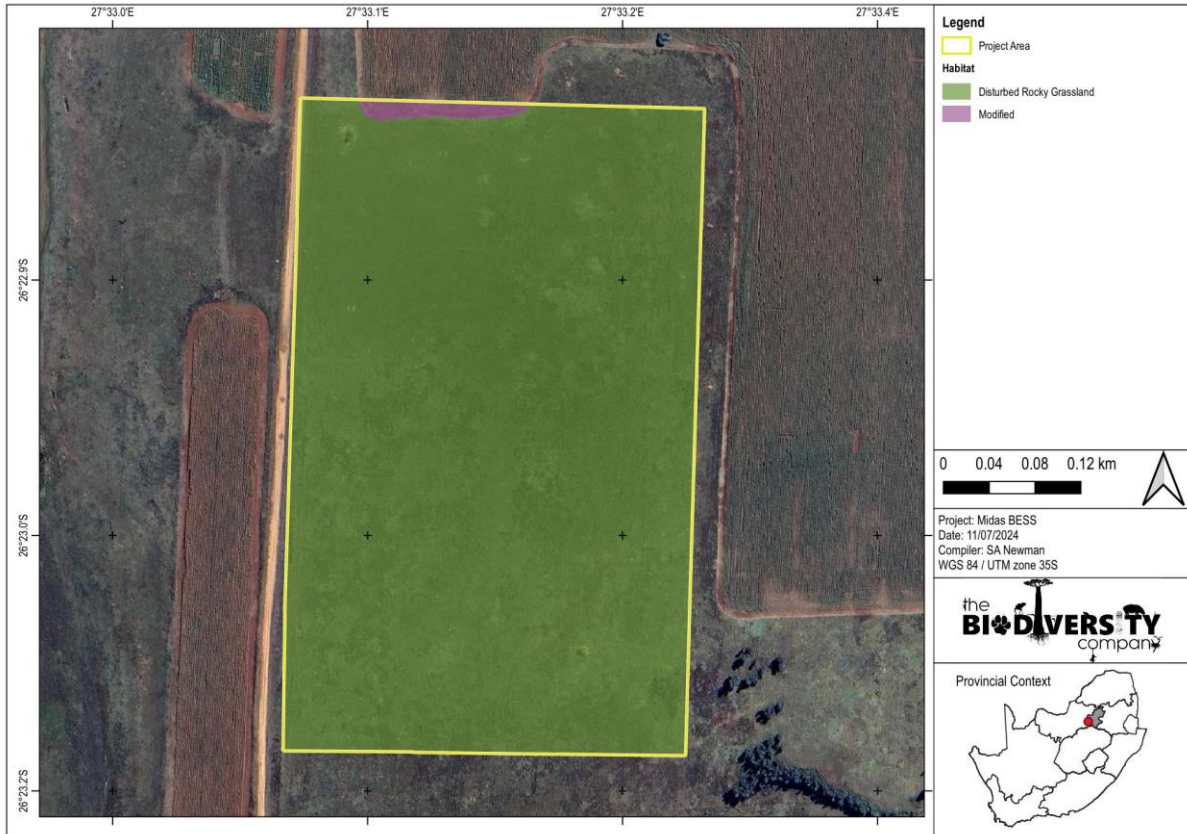 27°33.0'E 27°33.1'E 27°33.2'E 27°33.4'E
26°22.9'S
26°23.0'S
26°23.2'S
Legend
Project Area
Habitat
Disturbed Rocky Grassland
Modified
0 0.04 0.08 0.12 km
Project: Midas BESS
Date: 11/07/2024
Compiler: SA Newman
WGS 84 / UTM zone 35S
the
BIODIVERSITY
company
Provincial Context